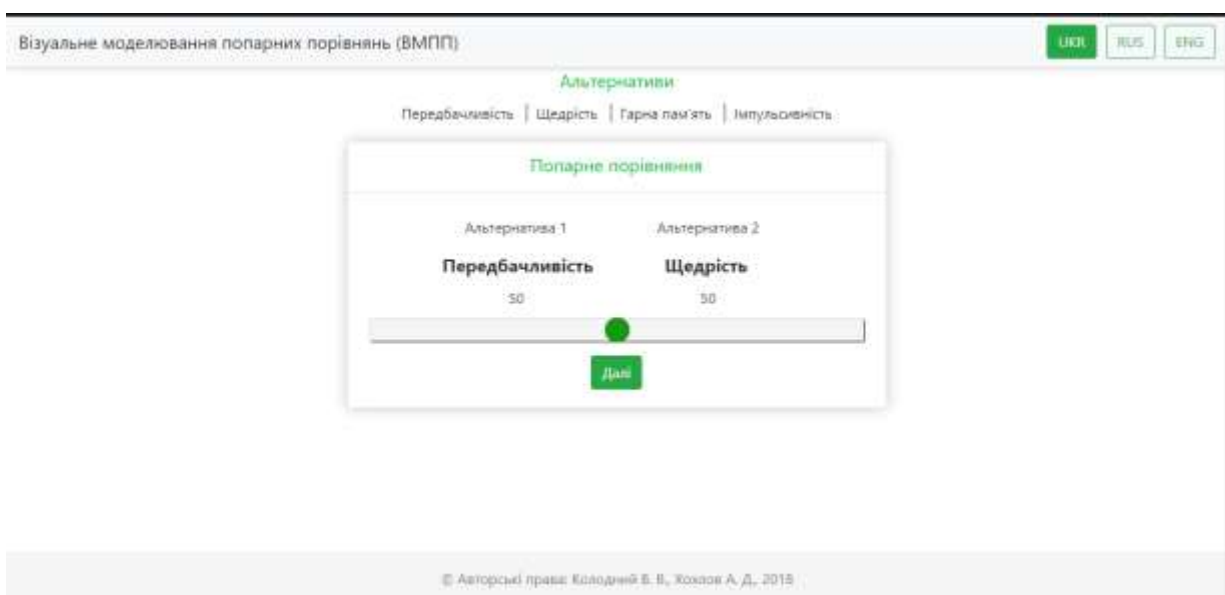 Візуальне моделювання попарних порівнянь (ВМПП) UKR RUS ENG
Альтернативи
Передбачливість | Щедрість | Гарна пам'ять | Імпульсивність
Попарне порівняння
Альтернатива 1 Альтернатива 2
Передбачливість Щедрість
50 50
Далі
© Авторські права: Колодний В. В., Хохлов А. Д., 2018